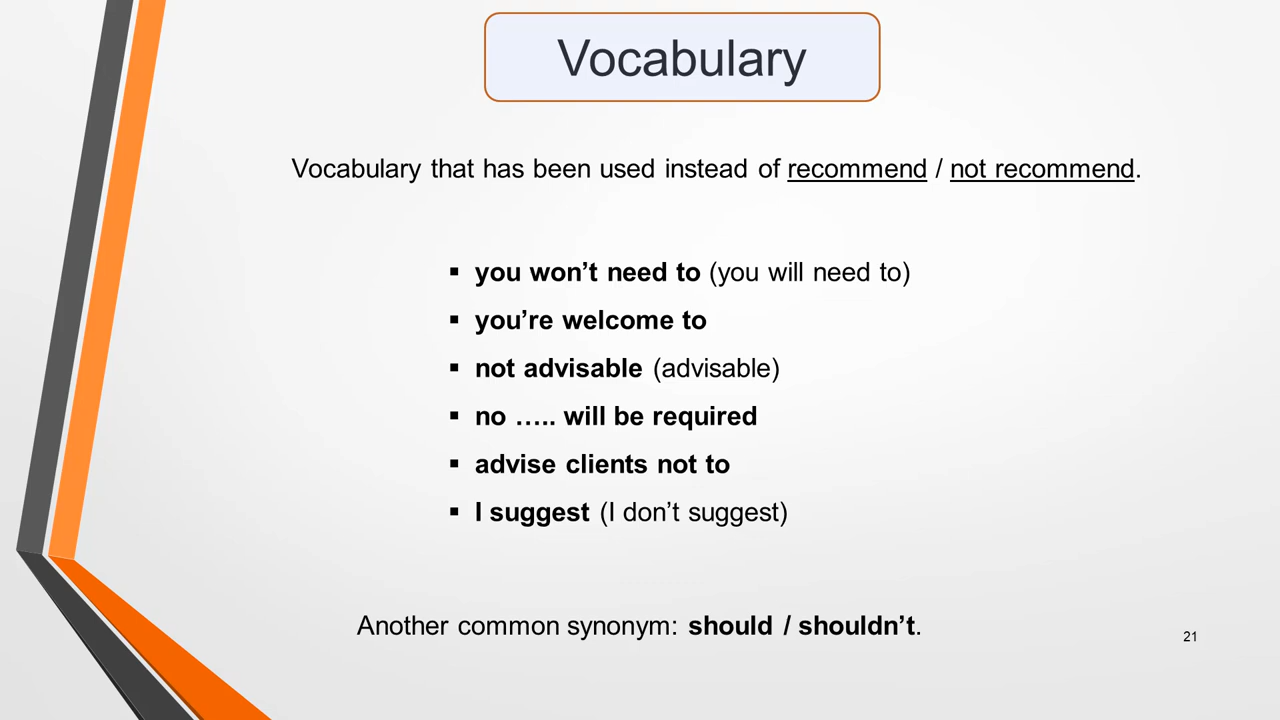 Vocabulary
Vocabulary that has been used instead of recommend / not recommend.
▪ you won’t need to (you will need to)
▪ you’re welcome to
▪ not advisable (advisable)
▪ no ….. will be required
▪ advise clients not to
▪ I suggest (I don’t suggest)
Another common synonym: should / shouldn’t.
21